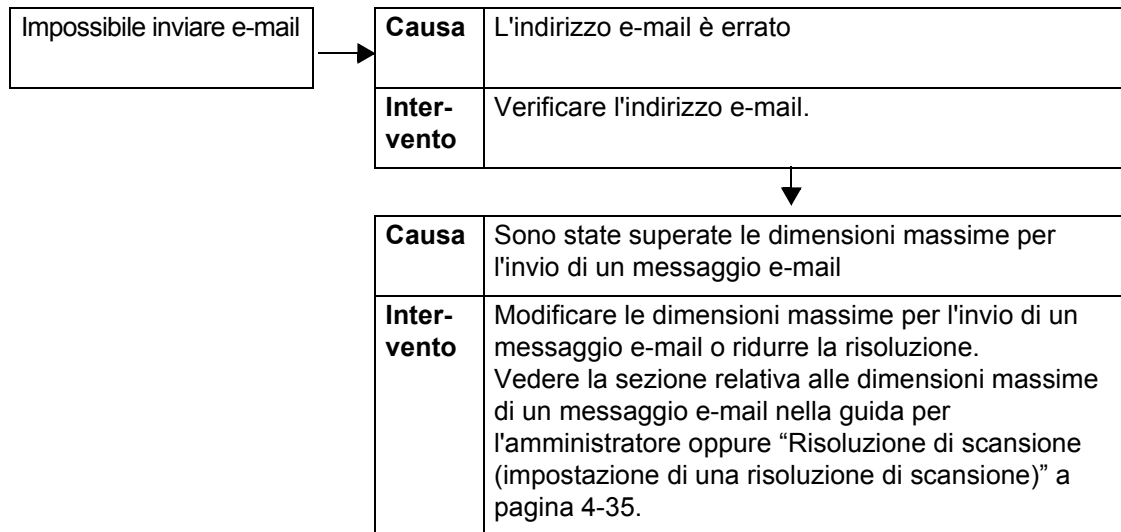 Impossibile inviare e-mail
Causa
L'indirizzo e-mail è errato
Inter-
vento
Verificare l'indirizzo e-mail.
Causa
Sono state superate le dimensioni massime per
l'invio di un messaggio e-mail
Inter-
vento
Modificare le dimensioni massime per l'invio di un
messaggio e-mail o ridurre la risoluzione.
Vedere la sezione relativa alle dimensioni massime
di un messaggio e-mail nella guida per
l'amministratore oppure “Risoluzione di scansione
(impostazione di una risoluzione di scansione)” a
pagina 4-35.